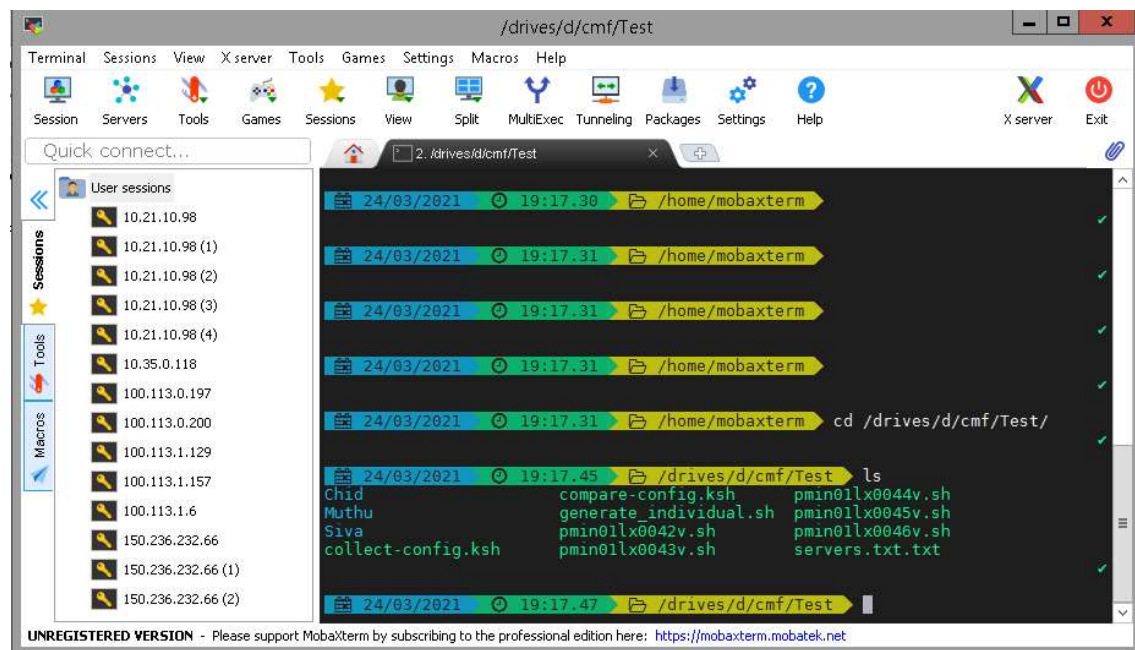 /drives/d/cmf/Test
Terminal Sessions View X server Tools Games Settings Macros Help
Session Servers Tools Games Sessions View Split MultiExec Tunneling Packages Settings Help X server Exit
Quick connect...
2. /drives/d/cmf/Test
Sessions
Tools
Macros
User sessions
10.21.10.98
10.21.10.98 (1)
10.21.10.98 (2)
10.21.10.98 (3)
10.21.10.98 (4)
10.35.0.118
100.113.0.197
100.113.0.200
100.113.1.129
100.113.1.157
100.113.1.6
150.236.232.66
150.236.232.66 (1)
150.236.232.66 (2)
24/03/2021 19:17.30 /home/mobaxterm
24/03/2021 19:17.31 /home/mobaxterm
24/03/2021 19:17.31 /home/mobaxterm
24/03/2021 19:17.31 /home/mobaxterm
24/03/2021 19:17.31 /home/mobaxterm cd /drives/d/cmf/Test/
24/03/2021 19:17.45 /drives/d/cmf/Test ls
Chid compare-config.ksh pmin01lx0044v.sh
Muthu generate_individual.sh pmin01lx0045v.sh
Siva pmin01lx0042v.sh pmin01lx0046v.sh
collect-config.ksh pmin01lx0043v.sh servers.txt.txt
24/03/2021 19:17.47 /drives/d/cmf/Test
UNREGISTERED VERSION - Please support MobaXterm by subscribing to the professional edition here: https://mobaxterm.mobatek.net